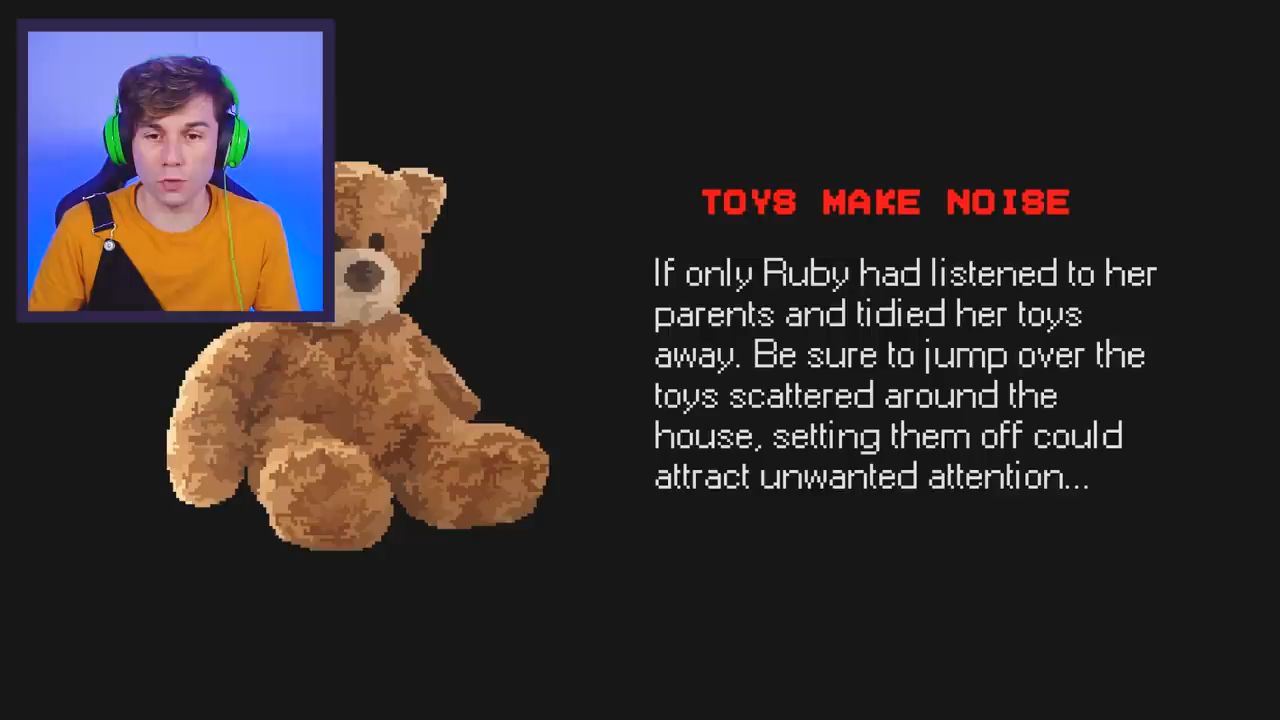 TOYS MAKE NOISE
If only Ruby had listened to her
parents and tidied her toys
away. Be sure to jump over the
toys scattered around the
house, setting them off could
attract unwanted attention...